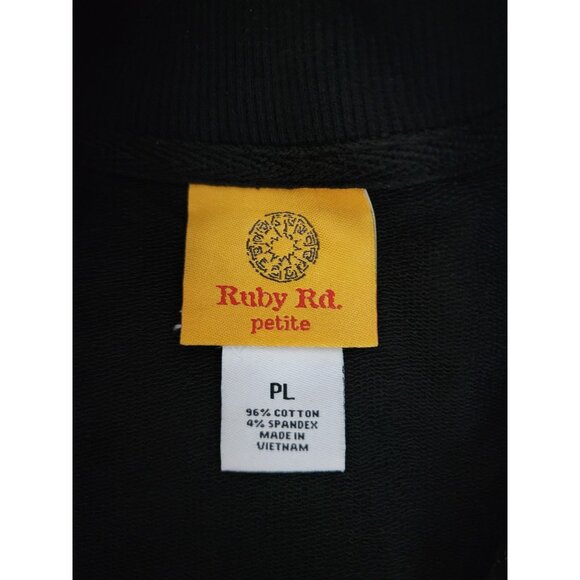 Ruby Rd.
petite
PL
96% COTTON
4% SPANDEX
MADE IN
VIETNAM